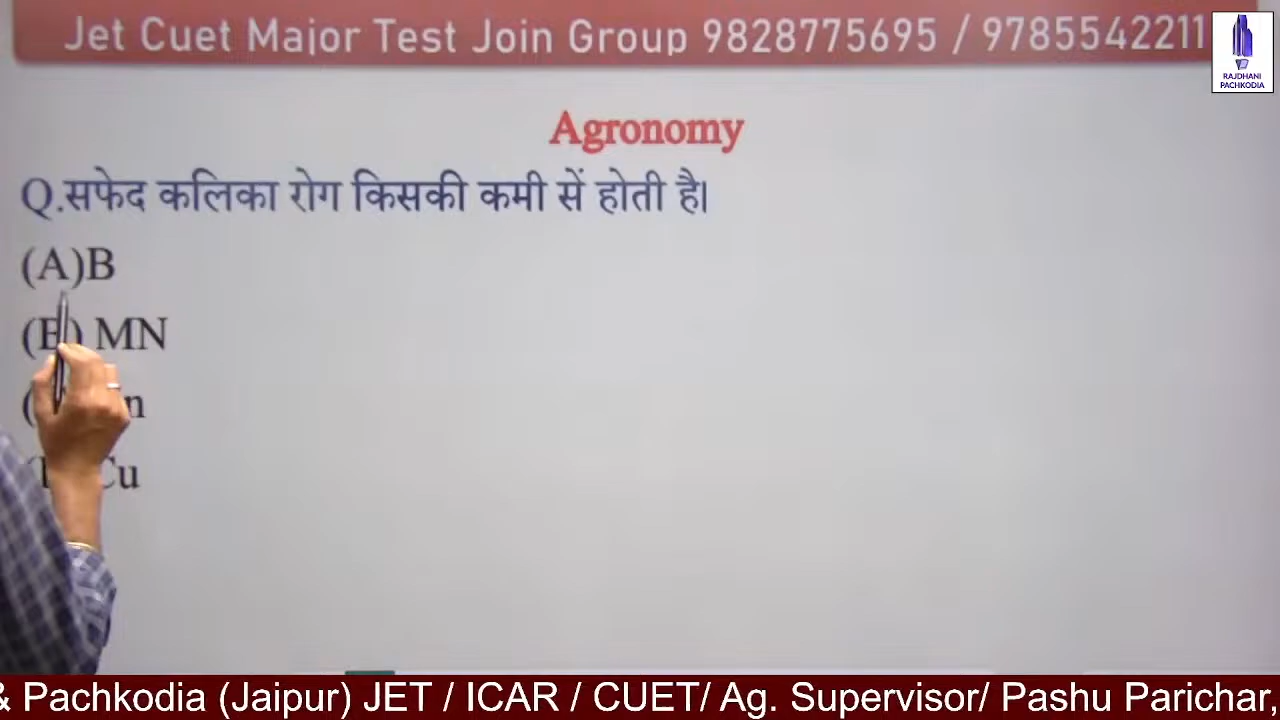 Jet Cuet Major Test Join Group 9828775695 / 9785542211
RAJDHANI
PACHKODIA
Agronomy
Q.सफेद कलिका रोग किसकी कमी सें होती है।
(A)B
(B) MN
(
n
(
Cu
& Pachkodia (Jaipur) JET / ICAR / CUET/ Ag. Supervisor/ Pashu Parichar,